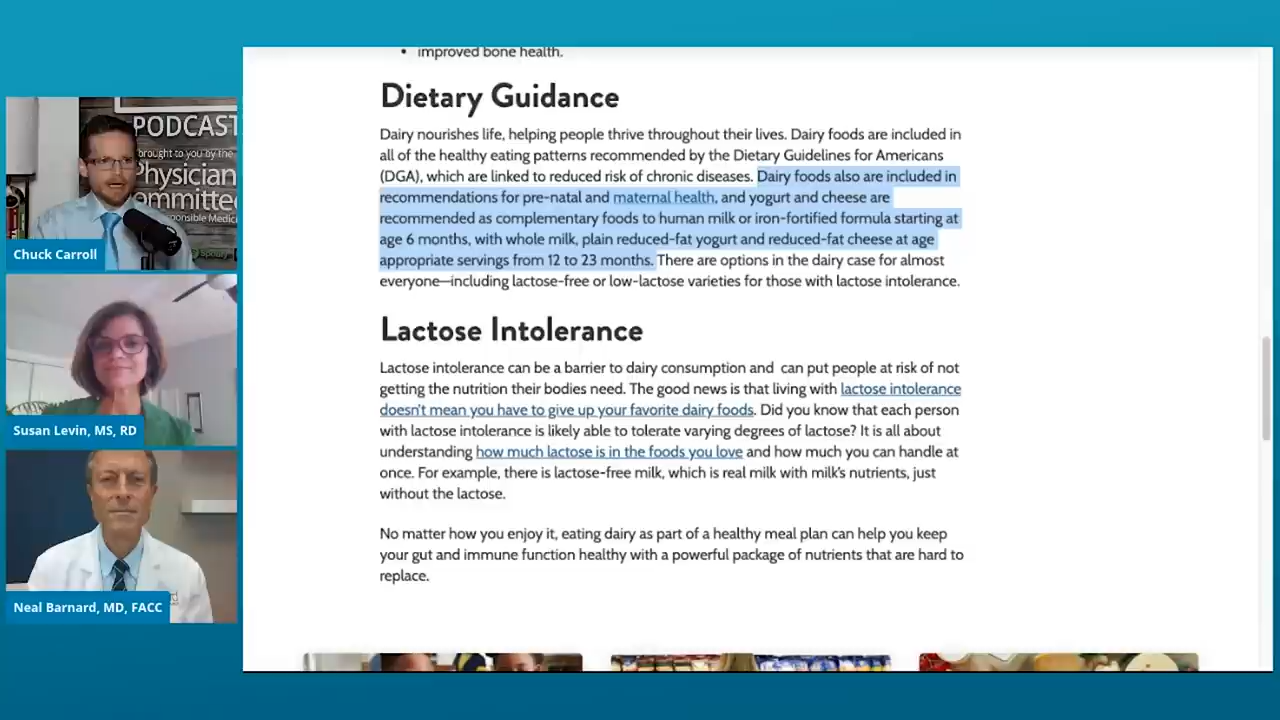 PODCAST
brought to you by the
Physician
ommittee
sponsible Medic
Chuck Carroll
Susan Levin, MS, RD
Neal Barnard, MD, FACC
improved bone health.
Dietary Guidance
Dairy nourishes life, helping people thrive throughout their lives. Dairy foods are included in
all of the healthy eating patterns recommended by the Dietary Guidelines for Americans
(DGA), which are linked to reduced risk of chronic diseases. Dairy foods also are included in
recommendations for pre-natal and maternal health, and yogurt and cheese are
recommended as complementary foods to human milk or iron-fortified formula starting at
age 6 months, with whole milk, plain reduced-fat yogurt and reduced-fat cheese at age
appropriate servings from 12 to 23 months. There are options in the dairy case for almost
everyone—including lactose-free or low-lactose varieties for those with lactose intolerance.
Lactose Intolerance
Lactose intolerance can be a barrier to dairy consumption and can put people at risk of not
getting the nutrition their bodies need. The good news is that living with lactose intolerance
doesn't mean you have to give up your favorite dairy foods. Did you know that each person
with lactose intolerance is likely able to tolerate varying degrees of lactose? It is all about
understanding how much lactose is in the foods you love and how much you can handle at
once. For example, there is lactose-free milk, which is real milk with milk's nutrients, just
without the lactose.
No matter how you enjoy it, eating dairy as part of a healthy meal plan can help you keep
your gut and immune function healthy with a powerful package of nutrients that are hard to
replace.